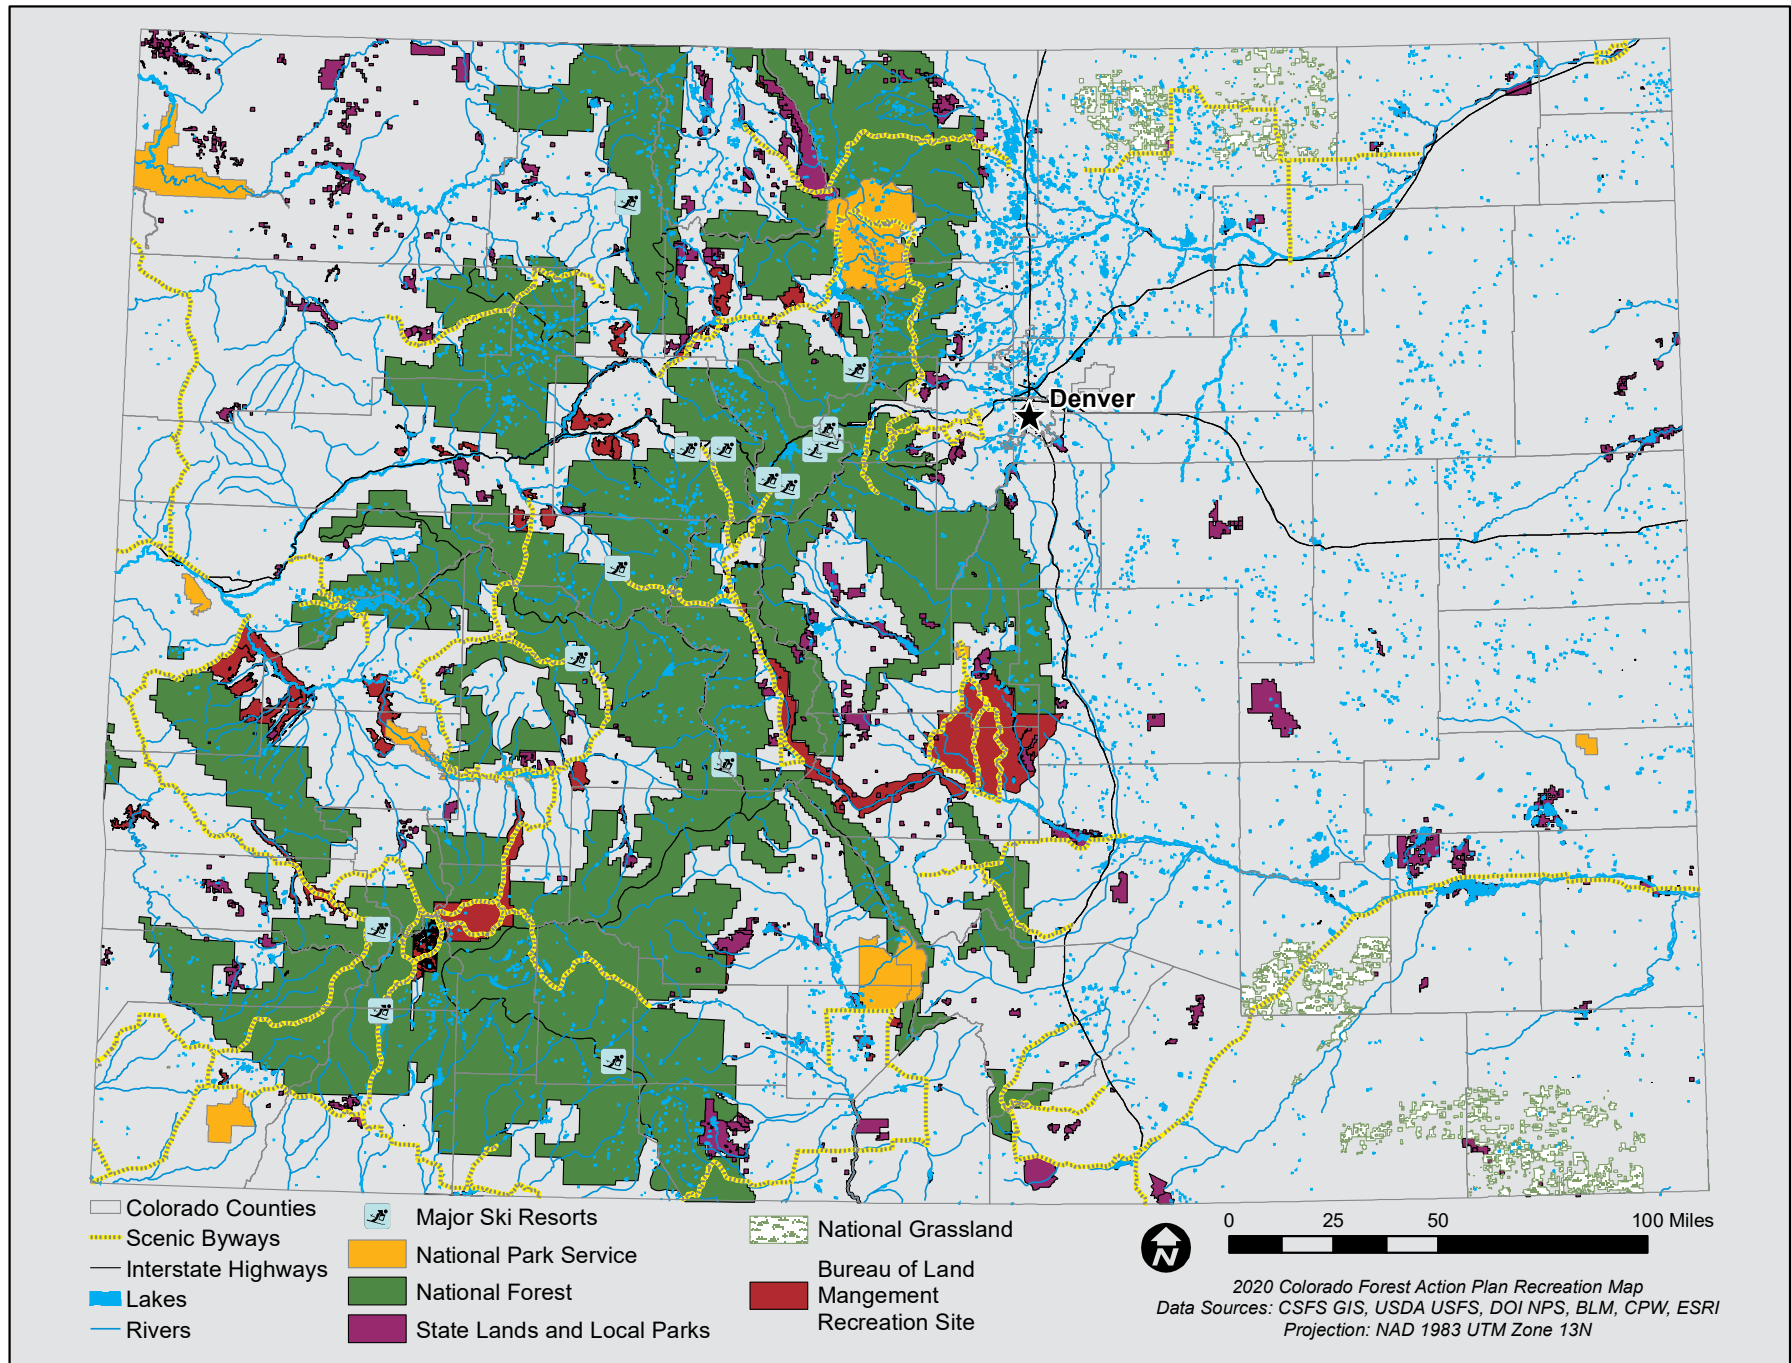 Denver
Colorado Counties
Scenic Byways
Interstate Highways
Lakes
Rivers
Major Ski Resorts
National Park Service
National Forest
State Lands and Local Parks
National Grassland
Bureau of Land
Mangement
Recreation Site
N
0 25 50 100 Miles
2020 Colorado Forest Action Plan Recreation Map
Data Sources: CSFS GIS, USDA USFS, DOI NPS, BLM, CPW, ESRI
Projection: NAD 1983 UTM Zone 13N